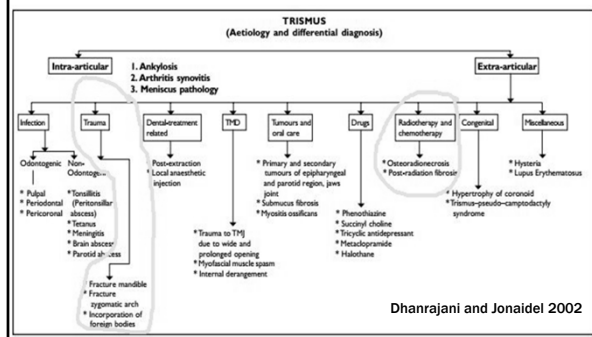 TRISMUS
(Aetiology and differential diagnosis)
Intra-articular
1. Ankylosis
2. Arthritis synovitis
3. Meniscus pathology
Extra-articular
Infection
Trauma
Dental-treatment
related
TMD
Tumours and
oral care
Drugs
Radiotherapy and
chemotherapy
Congenital
Miscellaneous
Odontogenic
* Pulpal
* Periodontal
* Pericoronal
Non-
Odontogenic
* Tonsillitis
(Peritonsillar
abscess)
* Tetanus
* Meningitis
* Brain abscess
* Parotid abscess
* Fracture mandible
* Fracture
zygomatic arch
* Incorporation of
foreign bodies
* Post-extraction
* Local anaesthetic
injection
* Trauma to TMJ
due to wide and
prolonged opening
* Myofascial muscle spasm
* Internal derangement
* Primary and secondary
tumours of epipharyngeal
and parotid region, jaws
joint
* Submucus fibrosis
* Myositis ossificans
* Phenothiazine
* Succinyl choline
* Tricyclic antidepressant
* Metaclopramide
* Halothane
* Osteoradionecrosis
* Post-radiation fibrosis
* Hypertrophy of coronoid
* Trismus-pseudo-camptodactyly
syndrome
* Hysteria
* Lupus Erythematosus
Dhanrajani and Jonaidel 2002